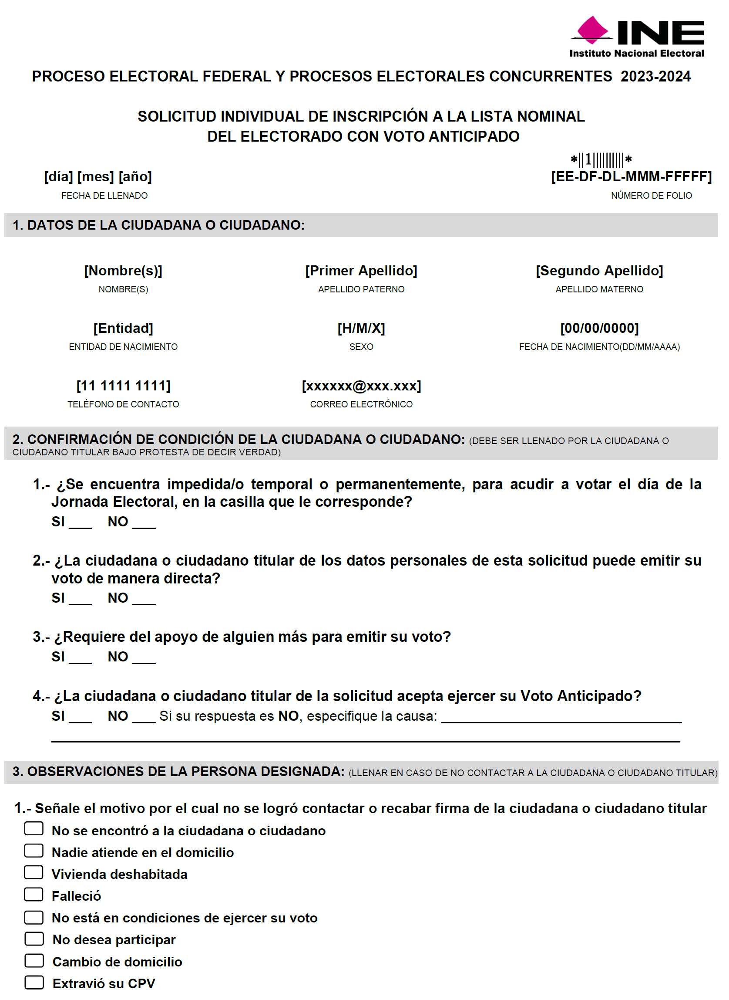 INE
Instituto Nacional Electoral
PROCESO ELECTORAL FEDERAL Y PROCESOS ELECTORALES CONCURRENTES 2023-2024
SOLICITUD INDIVIDUAL DE INSCRIPCIÓN A LA LISTA NOMINAL
DEL ELECTORADO CON VOTO ANTICIPADO
*||1||||||||||*
[día] [mes] [año] [EE-DF-DL-MMM-FFFFF]
FECHA DE LLENADO NÚMERO DE FOLIO
1. DATOS DE LA CIUDADANA O CIUDADANO:
[Nombre(s)] [Primer Apellido] [Segundo Apellido]
NOMBRE(S) APELLIDO PATERNO APELLIDO MATERNO
[Entidad] [H/M/X] [00/00/0000]
ENTIDAD DE NACIMIENTO SEXO FECHA DE NACIMIENTO(DD/MM/AAAA)
[11 1111 1111] [xxxxxx@xxx.xxx]
TELÉFONO DE CONTACTO CORREO ELECTRÓNICO
2. CONFIRMACIÓN DE CONDICIÓN DE LA CIUDADANA O CIUDADANO: (DEBE SER LLENADO POR LA CIUDADANA O
CIUDADANO TITULAR BAJO PROTESTA DE DECIR VERDAD)
1.- ¿Se encuentra impedida/o temporal o permanentemente, para acudir a votar el día de la
Jornada Electoral, en la casilla que le corresponde?
SI ___ NO ___
2.- ¿La ciudadana o ciudadano titular de los datos personales de esta solicitud puede emitir su
voto de manera directa?
SI ___ NO ___
3.- ¿Requiere del apoyo de alguien más para emitir su voto?
SI ___ NO ___
4.- ¿La ciudadana o ciudadano titular de la solicitud acepta ejercer su Voto Anticipado?
SI ___ NO ___ Si su respuesta es NO, especifique la causa: ___
3. OBSERVACIONES DE LA PERSONA DESIGNADA: (LLENAR EN CASO DE NO CONTACTAR A LA CIUDADANA O CIUDADANO TITULAR)
1.- Señale el motivo por el cual no se logró contactar o recabar firma de la ciudadana o ciudadano titular
No se encontró a la ciudadana o ciudadano
Nadie atiende en el domicilio
Vivienda deshabitada
Falleció
No está en condiciones de ejercer su voto
No desea participar
Cambio de domicilio
Extravió su CPV